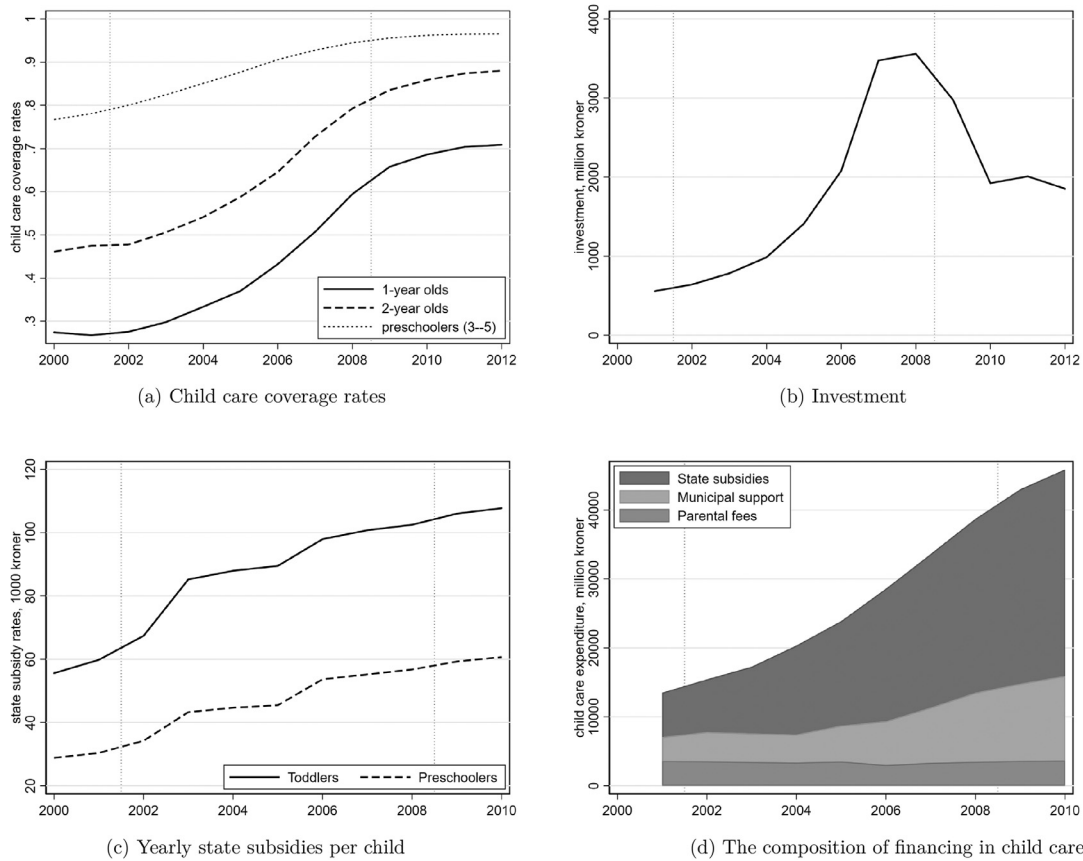 child care coverage rates
.3 .4 .5 .6 .7 .8 .9 1
1-year olds
2-year olds
preschoolers (3--5)
2000 2002 2004 2006 2008 2010 2012
(a) Child care coverage rates
investment, million kroner
0 1000 2000 3000 4000
2000 2002 2004 2006 2008 2010 2012
(b) Investment
state subsidy rates, 1000 kroner
20 40 60 80 100 120
Toddlers Preschoolers
2000 2002 2004 2006 2008 2010
(c) Yearly state subsidies per child
child care expenditure, million kroner
0 10000 20000 30000 40000
State subsidies
Municipal support
Parental fees
2000 2002 2004 2006 2008 2010
(d) The composition of financing in child care